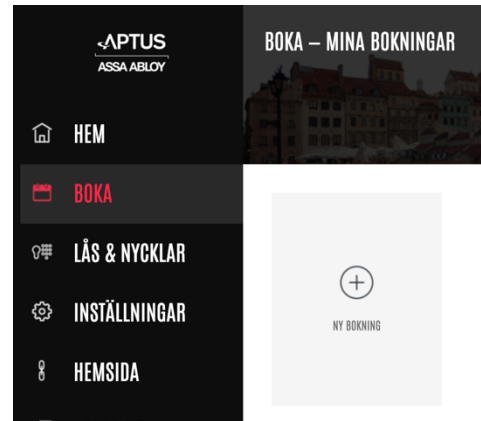 APTUS
ASSA ABLOY
HEM
BOKA
LÅS & NYCKLAR
INSTÄLLNINGAR
HEMSIDA
BOKA – MINA BOKNINGAR
NY BOKNING